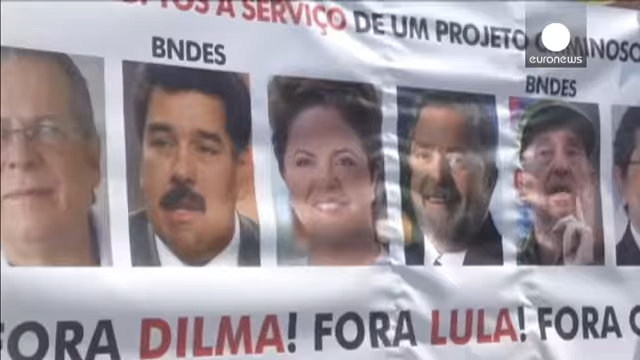 A SERVIÇO DE UM PROJETO
euronews
BNDES
BNDES
FORA DILMA! FORA LULA! FORA